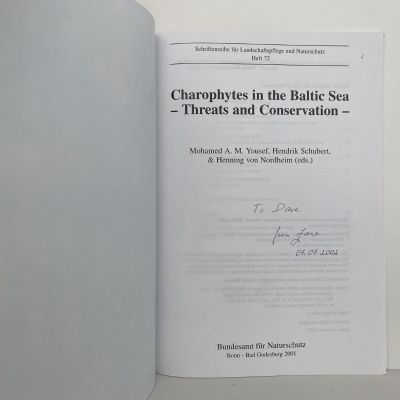 Schriftenreihe für Landschaftspflege und Naturschutz
Heft 72
Charophytes in the Baltic Sea
– Threats and Conservation –
Mohamed A. M. Yousef, Hendrik Schubert,
& Henning von Nordheim (eds.)
To Dave
from Jane
07.07.2002
Bundesamt für Naturschutz
Bonn - Bad Godesberg 2001